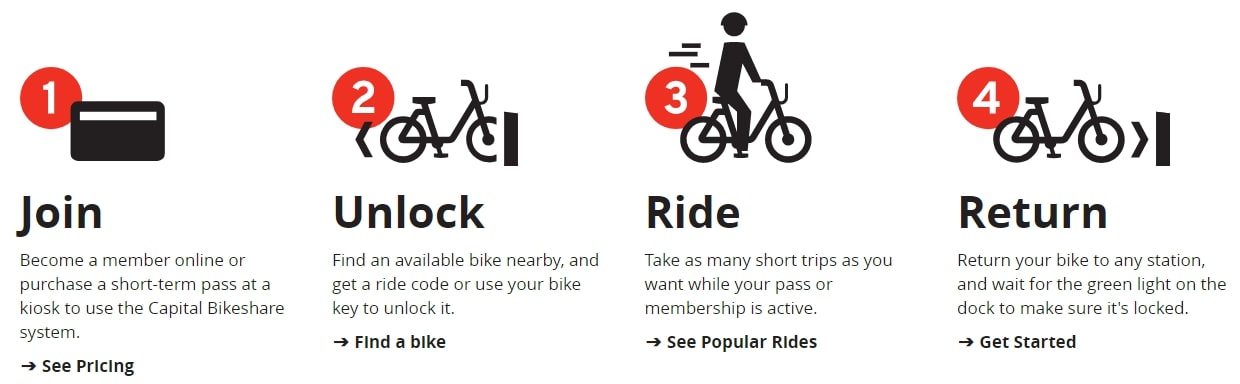 1
Join
Become a member online or
purchase a short-term pass at a
kiosk to use the Capital Bikeshare
system.
➔ See Pricing
2
Unlock
Find an available bike nearby, and
get a ride code or use your bike
key to unlock it.
➔ Find a bike
3
Ride
Take as many short trips as you
want while your pass or
membership is active.
➔ See Popular Rides
4
Return
Return your bike to any station,
and wait for the green light on the
dock to make sure it's locked.
➔ Get Started